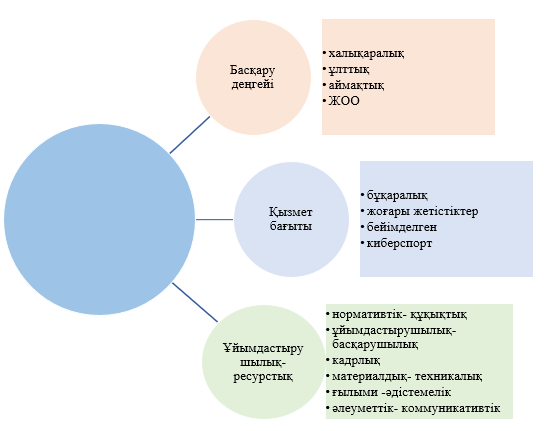 Басқару
деңгейі
• халықаралық
• ұлттық
• аймақтық
• ЖОО
Қызмет
бағыты
• бұқаралық
• жоғары жетістіктер
• бейімделген
• киберспорт
Ұйымдастыру
шылық-
ресурстық
• нормативтік- құқықтық
• ұйымдастырушылық-
басқарушылық
• кадрлық
• материалдық- техникалық
• ғылыми -әдістемелік
• әлеуметтік- коммуникативтік